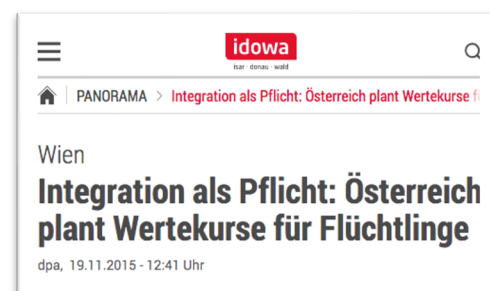 idowa
isar · donau · wald
PANORAMA > Integration als Pflicht: Österreich plant Wertekurse
Wien
Integration als Pflicht: Österreich
plant Wertekurse für Flüchtlinge
dpa, 19.11.2015 - 12:41 Uhr